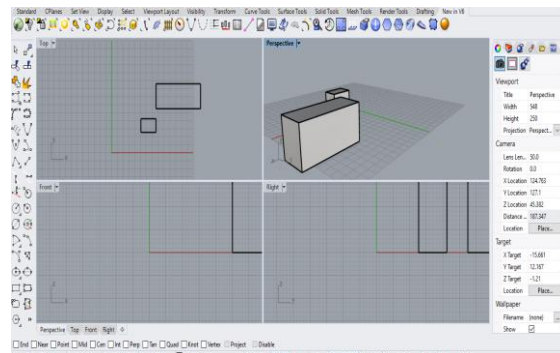 Standard CPlanes Set View Display Select Viewport Layout Visibility Transform Curve Tools Surface Tools Solid Tools Mesh Tools Render Tools Drafting New in V6
Top
Perspective
Front
Right
Viewport
Title Perspective
Width 548
Height 250
Projection Perspect...
Camera
Lens Len... 50.0
Rotation 0.0
X Location 124.763
Y Location 127.1
Z Location 45.382
Distance ... 187.347
Location Place...
Target
X Target -15.661
Y Target 12.167
Z Target -1.21
Location Place...
Wallpaper
Filename (none)
Show
Perspective Top Front Right
End Near Point Mid Cen Int Perp Tan Quad Knot Vertex Project Disable